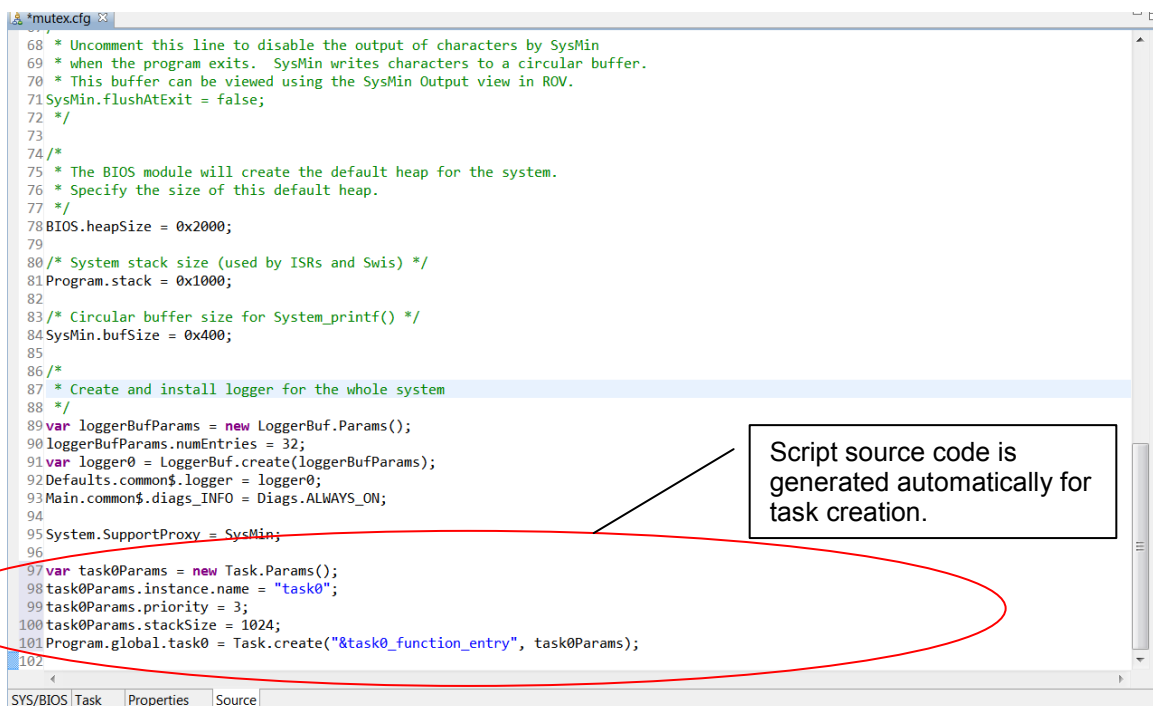 *mutex.cfg
67 /*
68 * Uncomment this line to disable the output of characters by SysMin
69 * when the program exits.  SysMin writes characters to a circular buffer.
70 * This buffer can be viewed using the SysMin Output view in ROV.
71 SysMin.flushAtExit = false;
72 */
73
74 /*
75 * The BIOS module will create the default heap for the system.
76 * Specify the size of this default heap.
77 */
78 BIOS.heapSize = 0x2000;
79
80 /* System stack size (used by ISRs and Swis) */
81 Program.stack = 0x1000;
82
83 /* Circular buffer size for System_printf() */
84 SysMin.bufSize = 0x400;
85
86 /*
87 * Create and install logger for the whole system
88 */
89 var loggerBufParams = new LoggerBuf.Params();
90 loggerBufParams.numEntries = 32;
91 var logger0 = LoggerBuf.create(loggerBufParams);
92 Defaults.common$.logger = logger0;
93 Main.common$.diags_INFO = Diags.ALWAYS_ON;
94
95 System.SupportProxy = SysMin;
96
97 var task0Params = new Task.Params();
98 task0Params.instance.name = "task0";
99 task0Params.priority = 3;
100 task0Params.stackSize = 1024;
101 Program.global.task0 = Task.create("&task0_function_entry", task0Params);
102
Script source code is
generated automatically for
task creation.
SYS/BIOS Task Properties Source